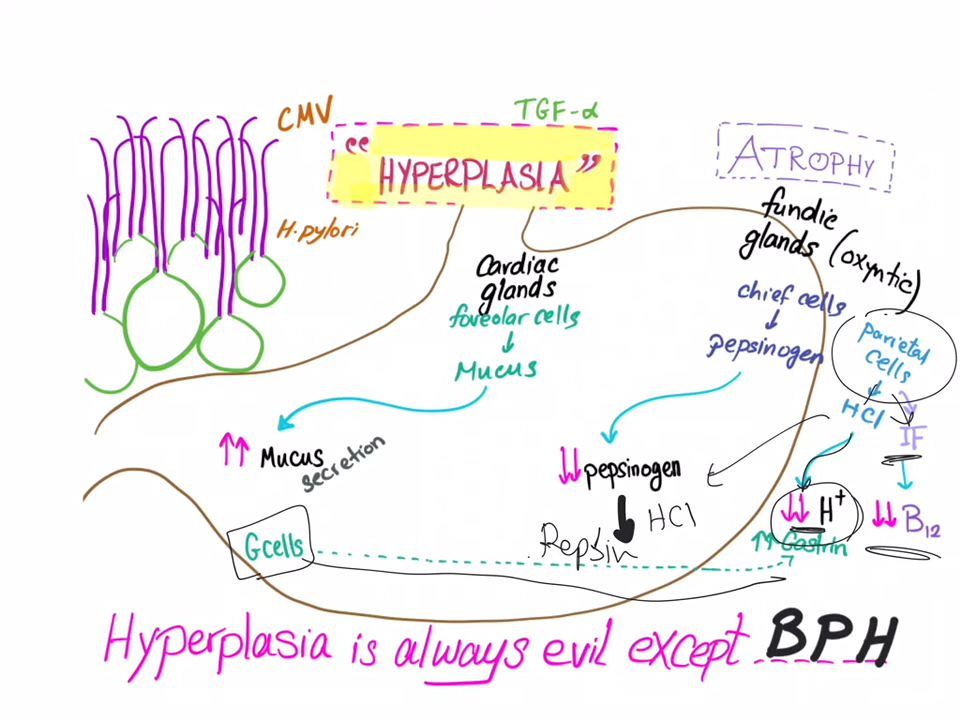 CMV
TGF-α
"HYPERPLASIA"
ATROPHY
H.pylori
Cardiac
glands
foveolar cells
↓
Mucus
↑↑ Mucus
secretion
fundic
glands (oxyntic)
chief cells
↓
pepsinogen
↓↓ pepsinogen
↓ HCl
Pepsin
parietal
cells
HCl
IF
↓↓ H⁺
↑↑ Gastrin
↓↓ B₁₂
G cells
Hyperplasia is always evil except BPH